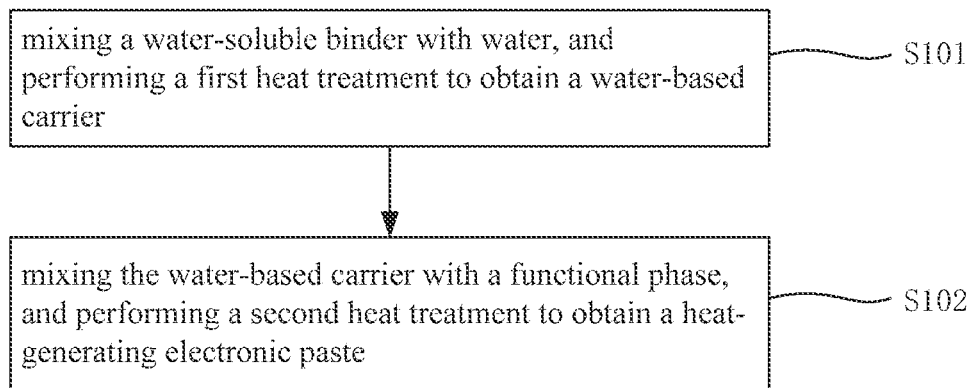 mixing a water-soluble binder with water, and
performing a first heat treatment to obtain a water-based
carrier
S101
mixing the water-based carrier with a functional phase,
and performing a second heat treatment to obtain a heat-
generating electronic paste
S102